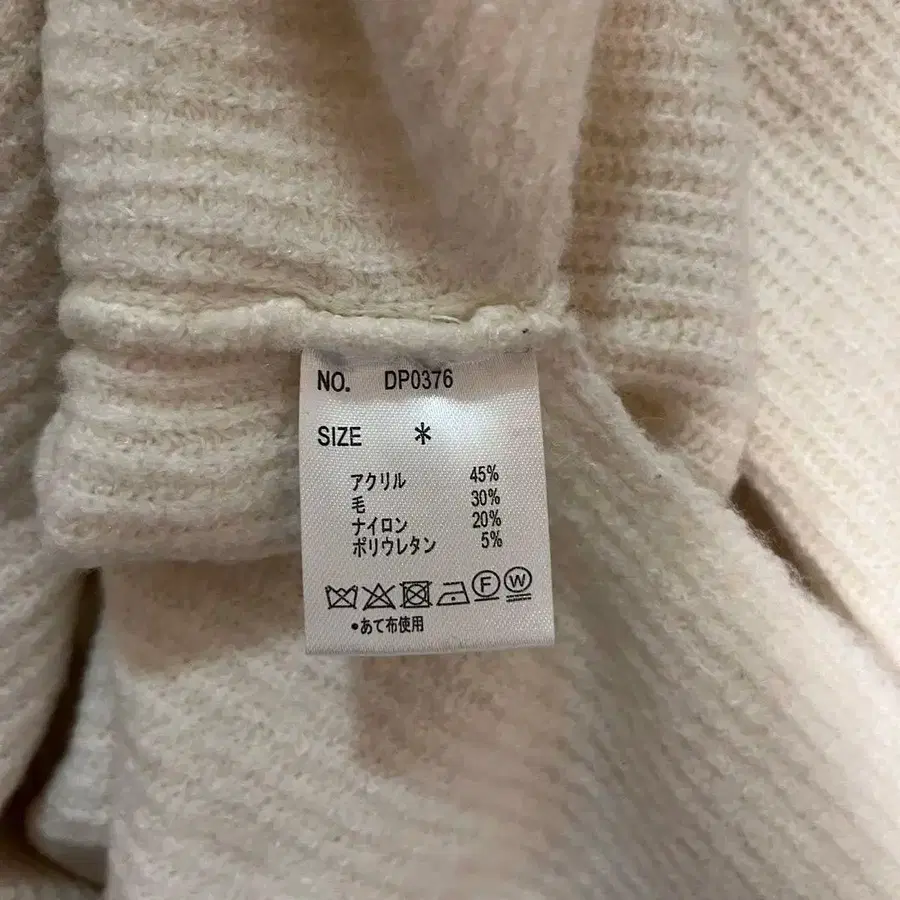 NO. DP0376
SIZE *
アクリル 45%
毛 30%
ナイロン 20%
ポリウレタン 5%
F W
•あて布使用